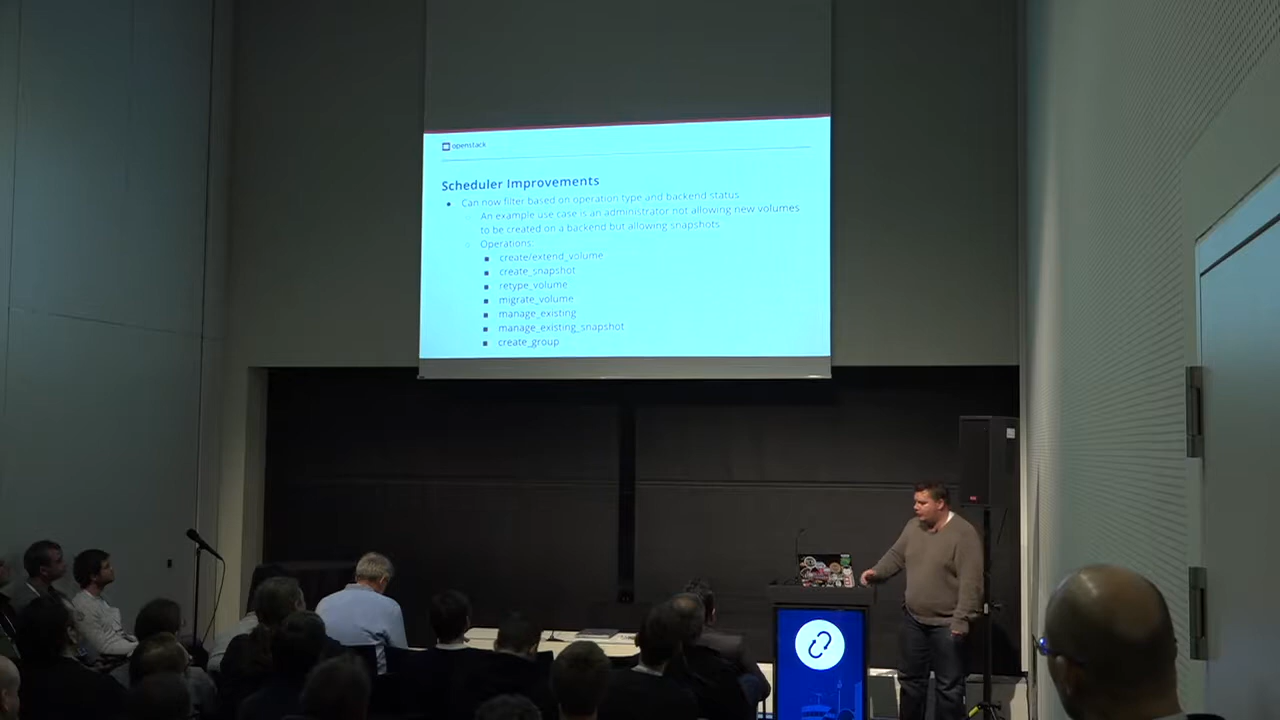 openstack
Scheduler Improvements
Can now filter based on operation type and backend status
An example use case is an administrator not allowing new volumes
to be created on a backend but allowing snapshots
Operations:
create/extend_volume
create_snapshot
retype_volume
migrate_volume
manage_existing
manage_existing_snapshot
create_group